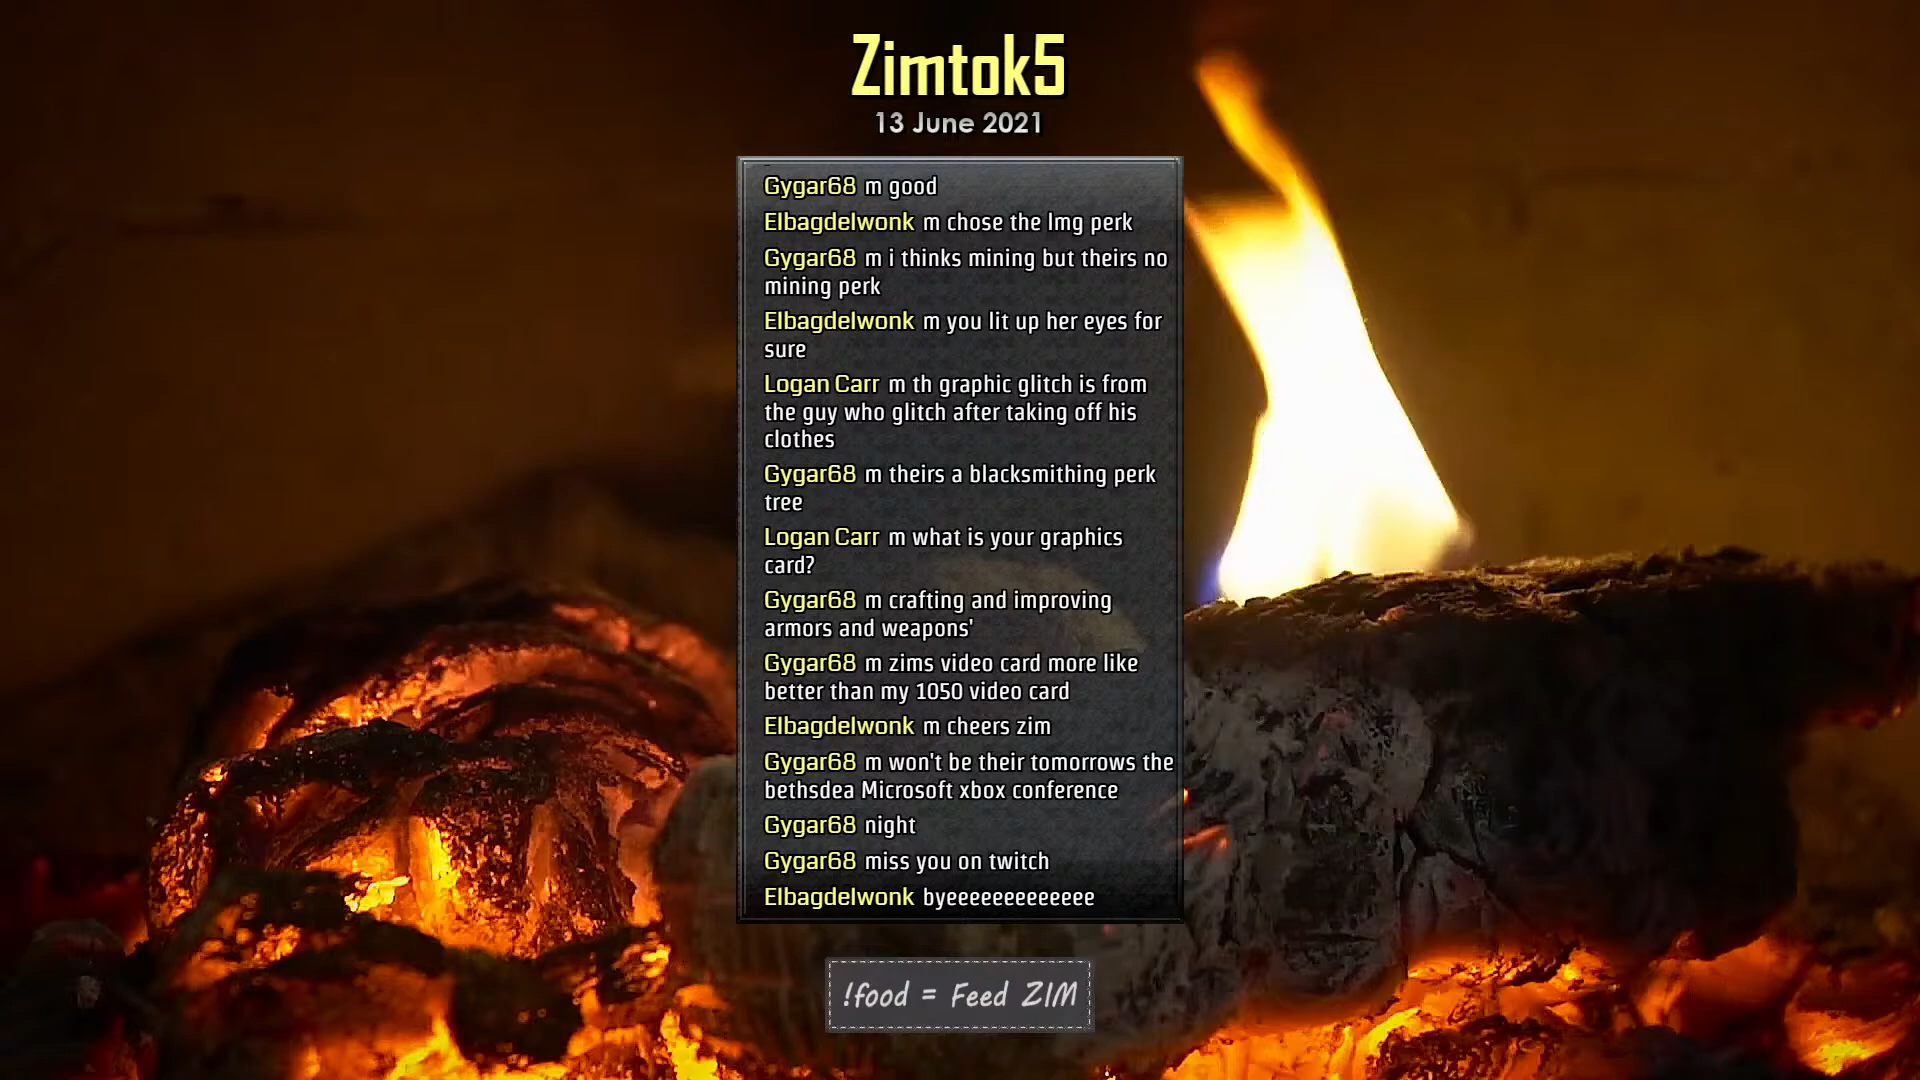 Zimtok5
13 June 2021
Gygar68 m good
Elbagdelwonk m chose the lmg perk
Gygar68 m i thinks mining but theirs no
mining perk
Elbagdelwonk m you lit up her eyes for
sure
Logan Carr m th graphic glitch is from
the guy who glitch after taking off his
clothes
Gygar68 m theirs a blacksmithing perk
tree
Logan Carr m what is your graphics
card?
Gygar68 m crafting and improving
armors and weapons'
Gygar68 m zims video card more like
better than my 1050 video card
Elbagdelwonk m cheers zim
Gygar68 m won't be their tomorrows the
bethsdea Microsoft xbox conference
Gygar68 night
Gygar68 miss you on twitch
Elbagdelwonk byeeeeeeeeeeeee
!food = Feed ZIM